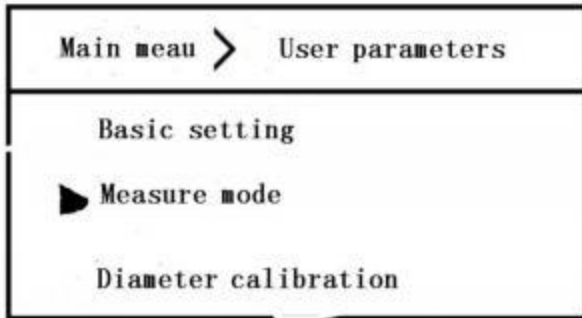 Main meau > User parameters
Basic setting
Measure mode
Diameter calibration